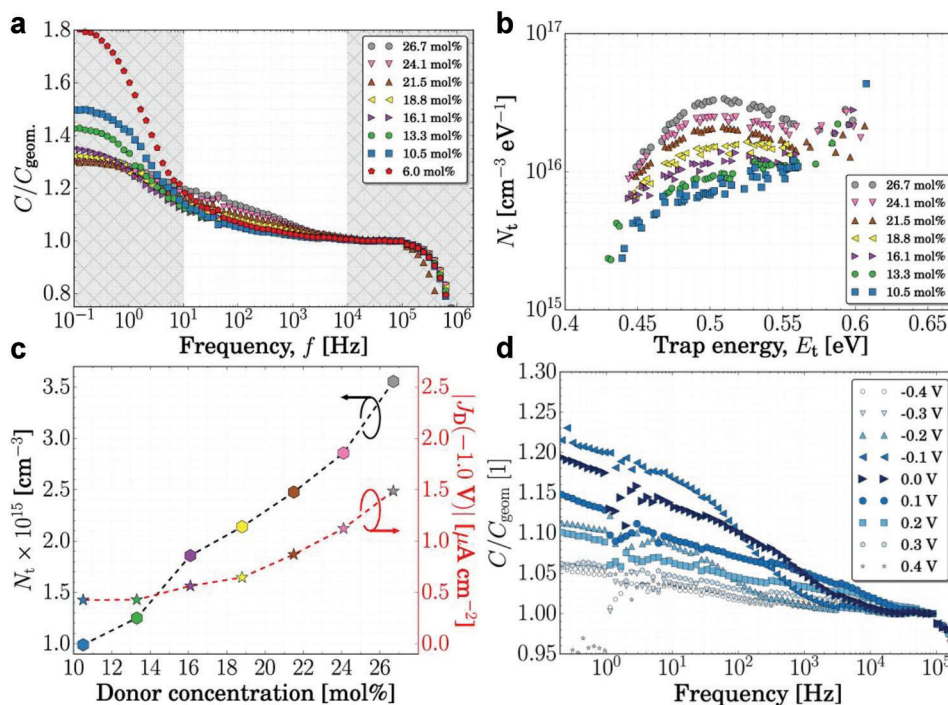 a
1.8
1.6
1.4
1.2
1.0
0.8
C/C_geom.
26.7 mol%
24.1 mol%
21.5 mol%
18.8 mol%
16.1 mol%
13.3 mol%
10.5 mol%
6.0 mol%
10⁻¹ 10⁰ 10¹ 10² 10³ 10⁴ 10⁵ 10⁶
Frequency, f [Hz]
b
10¹⁷
10¹⁶
10¹⁵
N_t [cm⁻³ eV⁻¹]
26.7 mol%
24.1 mol%
21.5 mol%
18.8 mol%
16.1 mol%
13.3 mol%
10.5 mol%
0.4 0.45 0.5 0.55 0.6 0.65
Trap energy, E_t [eV]
c
3.5
3.0
2.5
2.0
1.5
1.0
N_t × 10¹⁵ [cm⁻³]
2.5
2.0
1.5
1.0
0.5
0.0
|J_D(−1.0 V)| [μA cm⁻²]
10 12 14 16 18 20 22 24 26
Donor concentration [mol%]
d
1.30
1.25
1.20
1.15
1.10
1.05
1.00
0.95
C/C_geom [1]
-0.4 V
-0.3 V
-0.2 V
-0.1 V
0.0 V
0.1 V
0.2 V
0.3 V
0.4 V
10⁰ 10¹ 10² 10³ 10⁴ 10⁵
Frequency [Hz]